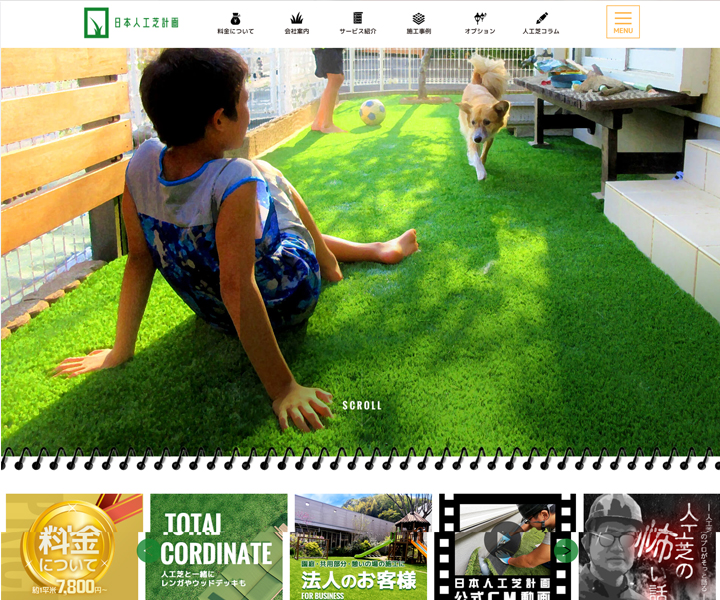 日本人工芝計画
料金について
会社案内
サービス紹介
施工事例
オプション
人工芝コラム
MENU
SCROLL
料金
について
約1平米 7,800円~
TOTAL
CORDINATE
人工芝と一緒に
レンガやウッドデッキも
園庭・共用部分・憩いの場の施工に
法人のお客様
FOR BUSINESS
日本人工芝計画
公式CM動画
人工芝のプロがそっと語る
人工芝の
怖い話